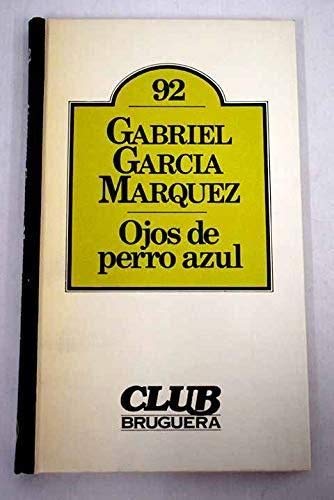 92
GABRIEL
GARCIA
MARQUEZ
Ojos de
perro azul
CLUB
BRUGUERA